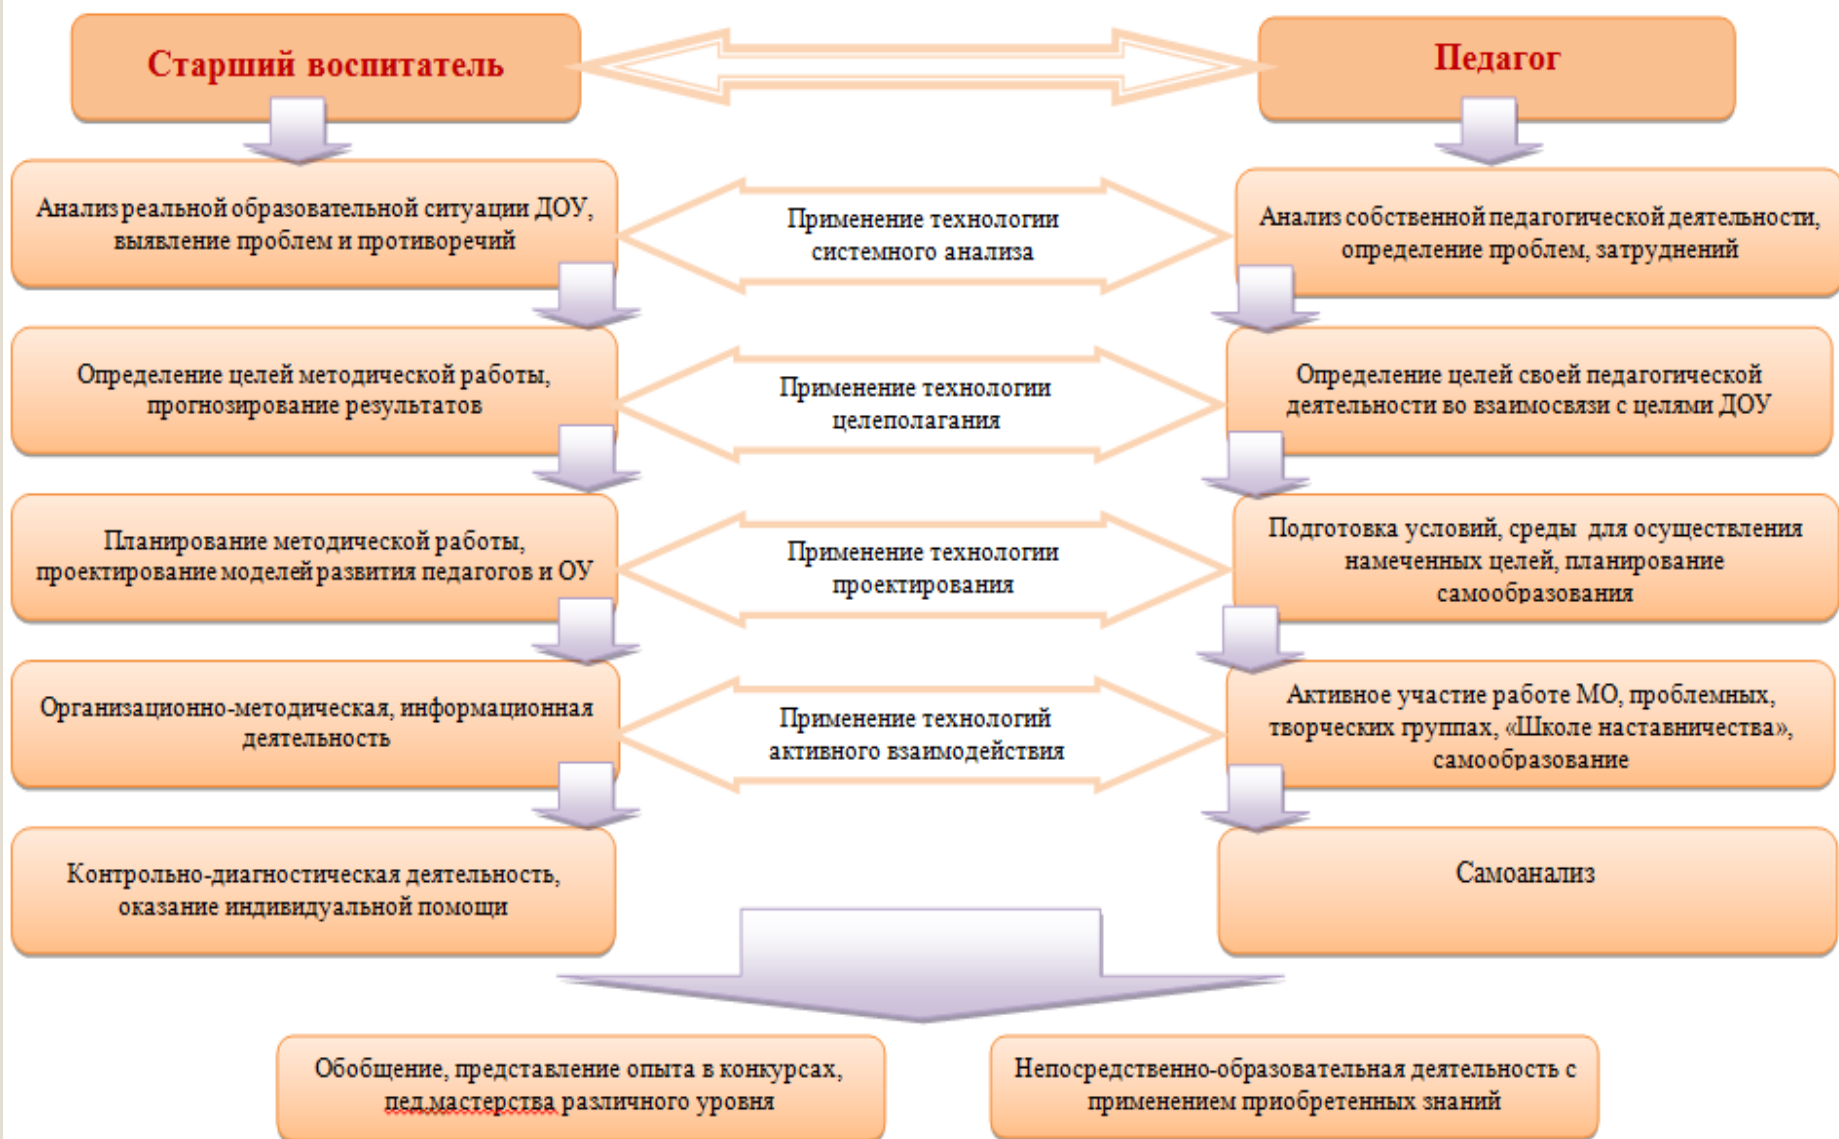 Старший воспитатель
Педагог
Анализ реальной образовательной ситуации ДОУ,
выявление проблем и противоречий
Применение технологии
системного анализа
Анализ собственной педагогической деятельности,
определение проблем, затруднений
Определение целей методической работы,
прогнозирование результатов
Применение технологии
целеполагания
Определение целей своей педагогической
деятельности во взаимосвязи с целями ДОУ
Планирование методической работы,
проектирование моделей развития педагогов и ОУ
Применение технологии
проектирования
Подготовка условий, среды для осуществления
намеченных целей, планирование
самообразования
Организационно-методическая, информационная
деятельность
Применение технологий
активного взаимодействия
Активное участие работе МО, проблемных,
творческих группах, «Школе наставничества»,
самообразование
Контрольно-диагностическая деятельность,
оказание индивидуальной помощи
Самоанализ
Обобщение, представление опыта в конкурсах,
пед.мастерства различного уровня
Непосредственно-образовательная деятельность с
применением приобретенных знаний